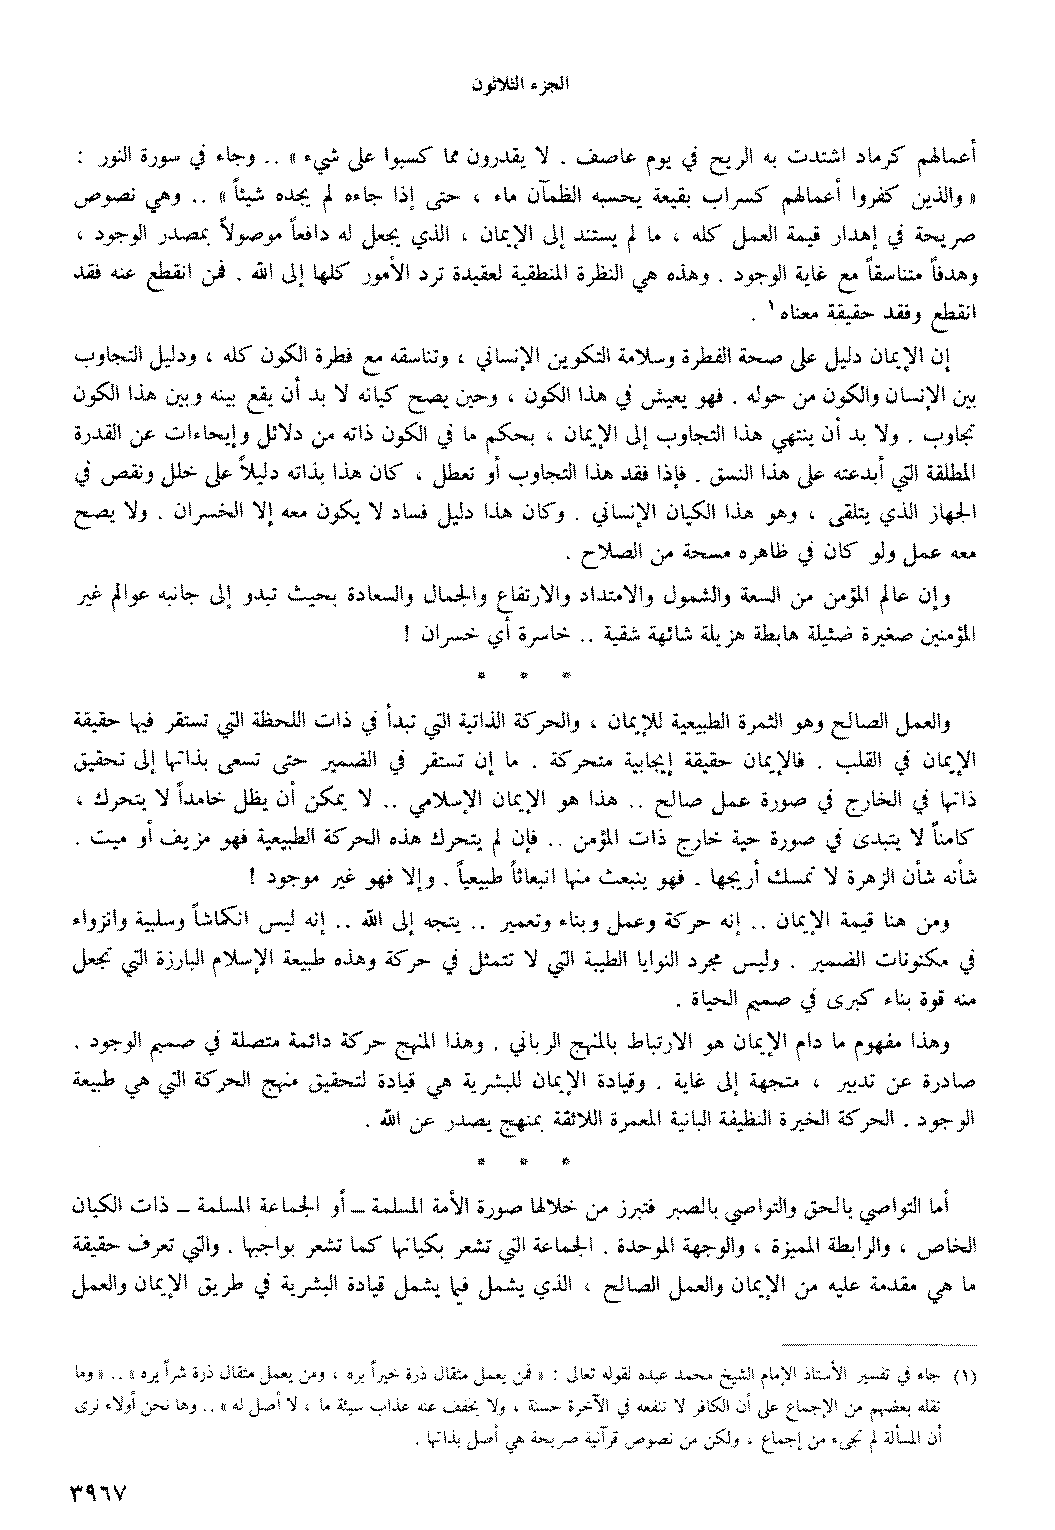 الجزء الثلاثون
أعمالهم كرماد اشتدت به الريح في يوم عاصف . لا يقدرون مما كسبوا على شيء » .. وجاء في سورة النور :
« والذين كفروا أعمالهم كسراب بقيعة يحسبه الظمآن ماء ، حتى إذا جاءه لم يجده شيئاً » .. وهي نصوص
صريحة في إهدار قيمة العمل كله ، ما لم يستند إلى الإيمان ، الذي يجعل له دافعاً موصولاً بمصدر الوجود ،
وهدفاً متناسقاً مع غاية الوجود . وهذه هي النظرة المنطقية لعقيدة ترد الأمور كلها إلى الله . فمن انقطع عنه فقد
انقطع وفقد حقيقة معناه ١ .
إن الإيمان دليل على صحة الفطرة وسلامة التكوين الإنساني ، وتناسقه مع فطرة الكون كله ، ودليل التجاوب
بين الإنسان والكون من حوله . فهو يعيش في هذا الكون ، وحين يصح كيانه لا بد أن يقع بينه وبين هذا الكون
تجاوب . ولا بد أن ينتهي هذا التجاوب إلى الإيمان ، بحكم ما في الكون ذاته من دلائل وإيحاءات عن القدرة
المطلقة التي أبدعته على هذا النسق . فإذا فقد هذا التجاوب أو تعطل ، كان هذا بذاته دليلاً على خلل ونقص في
الجهاز الذي يتلقى ، وهو هذا الكيان الإنساني . وكان هذا دليل فساد لا يكون معه إلا الخسران . ولا يصح
معه عمل ولو كان في ظاهره مسحة من الصلاح .
وإن عالم المؤمن من السعة والشمول والامتداد والارتفاع والجمال والسعادة بحيث تبدو إلى جانبه عوالم غير
المؤمنين صغيرة ضئيلة هابطة هزيلة شائهة شقية .. خاسرة أي خسران !
* * *
والعمل الصالح وهو الثمرة الطبيعية للإيمان ، والحركة الذاتية التي تبدأ في ذات اللحظة التي تستقر فيها حقيقة
الإيمان في القلب . فالإيمان حقيقة إيجابية متحركة . ما إن تستقر في الضمير حتى تسعى بذاتها إلى تحقيق
ذاتها في الخارج في صورة عمل صالح .. هذا هو الإيمان الإسلامي .. لا يمكن أن يظل خامداً لا يتحرك ،
كامناً لا يتبدى في صورة حية خارج ذات المؤمن .. فإن لم يتحرك هذه الحركة الطبيعية فهو مزيف أو ميت .
شأنه شأن الزهرة لا تمسك أريجها . فهو ينبعث منها انبعاثاً طبيعياً . وإلا فهو غير موجود !
ومن هنا قيمة الإيمان .. إنه حركة وعمل وبناء وتعمير .. يتجه إلى الله .. إنه ليس انكماشاً وسلبية وانزواء
في مكنونات الضمير . وليس مجرد النوايا الطيبة التي لا تتمثل في حركة وهذه طبيعة الإسلام البارزة التي تجعل
منه قوة بناء كبرى في صميم الحياة .
وهذا مفهوم ما دام الإيمان هو الارتباط بالمنهج الرباني . وهذا المنهج حركة دائمة متصلة في صميم الوجود .
صادرة عن تدبير ، متجهة إلى غاية . وقيادة الإيمان للبشرية هي قيادة لتحقيق منهج الحركة التي هي طبيعة
الوجود . الحركة الخيرة النظيفة البانية المعمرة اللائقة بمنهج يصدر عن الله .
* * *
أما التواصي بالحق والتواصي بالصبر فتبرز من خلالها صورة الأمة المسلمة – أو الجماعة المسلمة – ذات الكيان
الخاص ، والرابطة المميزة ، والوجهة الموحدة . الجماعة التي تشعر بكيانها كما تشعر بواجبها . والتي تعرف حقيقة
ما هي مقدمة عليه من الإيمان والعمل الصالح ، الذي يشمل فيما يشمل قيادة البشرية في طريق الإيمان والعمل
(١) جاء في تفسير الأستاذ الإمام الشيخ محمد عبده لقوله تعالى : « فمن يعمل مثقال ذرة خيراً يره ، ومن يعمل مثقال ذرة شراً يره » .. « وما
نقله بعضهم من الإجماع على أن الكافر لا تنفعه في الآخرة حسنة ، ولا يخفف عنه عذاب سيئة ما ، لا أصل له » .. وها نحن أولاء نرى
أن المسألة لم تجىء من إجماع ، ولكن من نصوص قرآنية صريحة هي أصل بذاتها .
٣٩٦٧